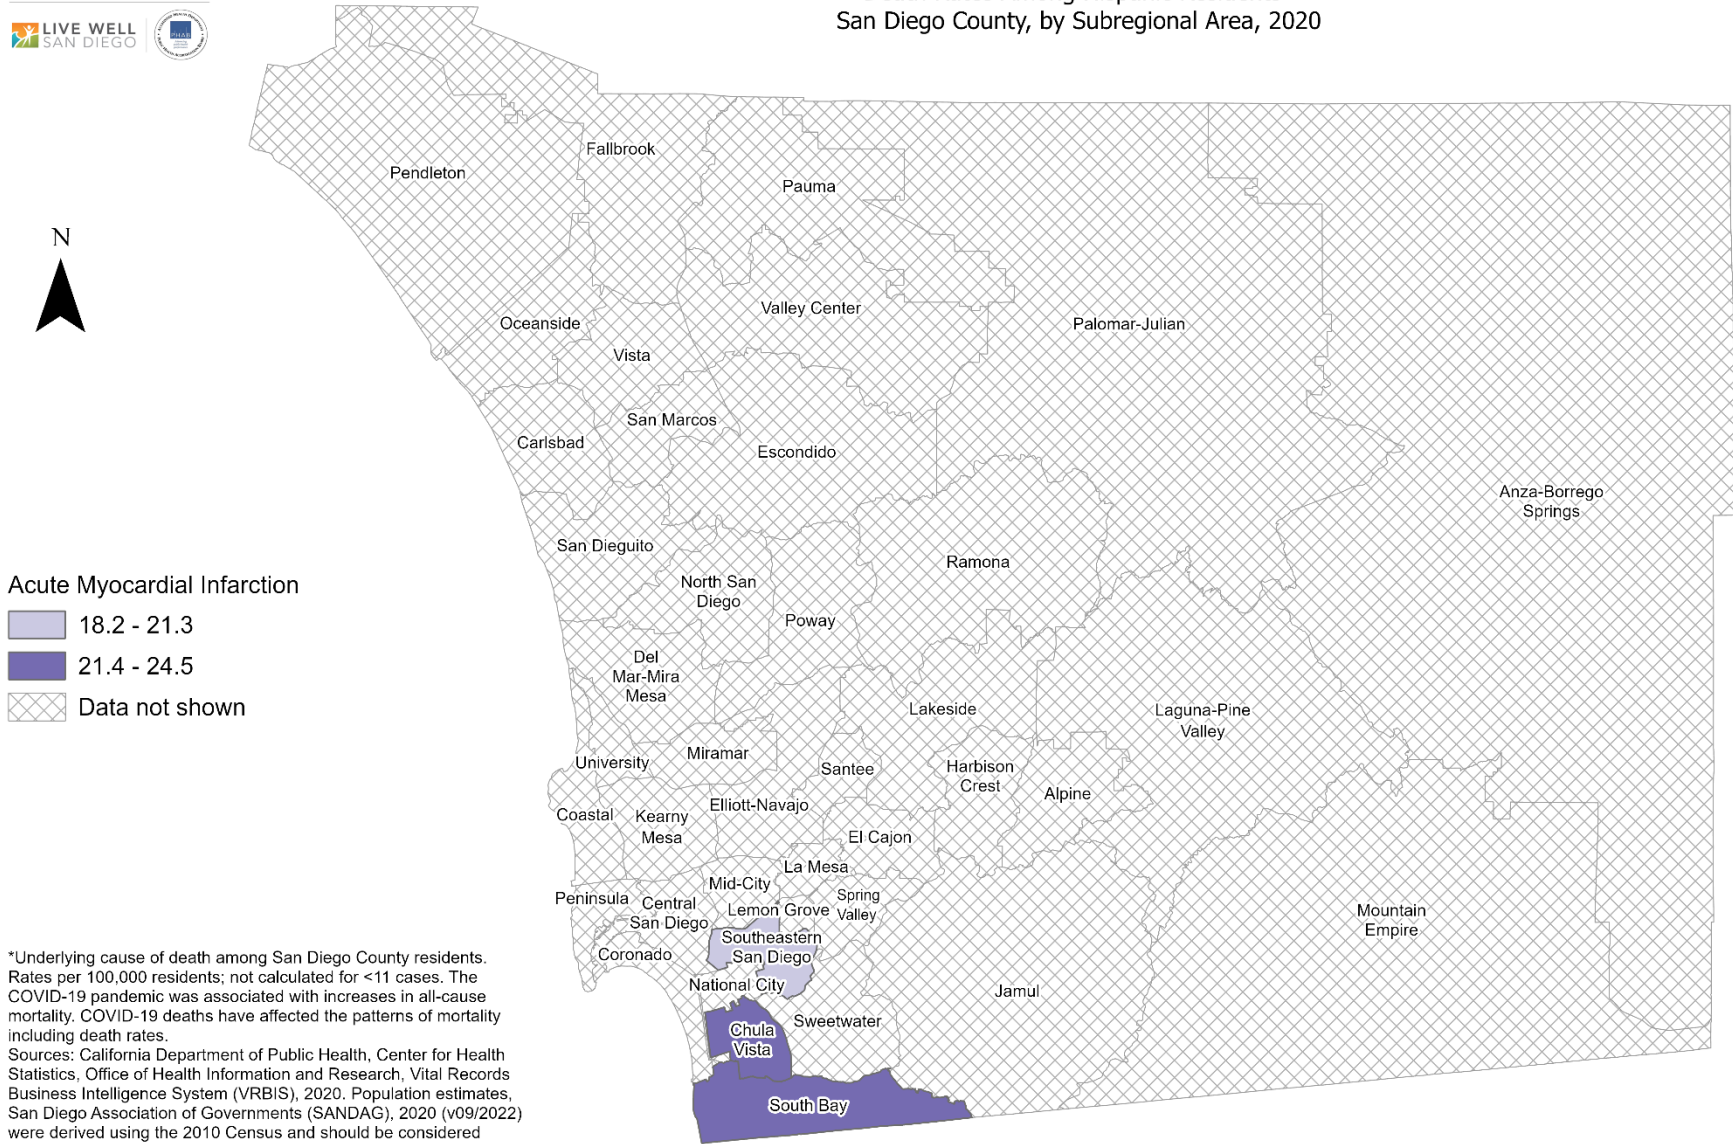 LIVE WELL
SAN DIEGO
PHAB
San Diego County, by Subregional Area, 2020
Pendleton
Fallbrook
Pauma
N
Oceanside
Valley Center
Palomar-Julian
Vista
San Marcos
Carlsbad
Escondido
Anza-Borrego
Springs
San Dieguito
North San
Diego
Ramona
Poway
Acute Myocardial Infarction
18.2 - 21.3
21.4 - 24.5
Data not shown
Del
Mar-Mira
Mesa
Lakeside
Laguna-Pine
Valley
Miramar
University
Santee
Harbison
Crest
Alpine
Coastal
Kearny
Mesa
Elliott-Navajo
El Cajon
La Mesa
Mid-City
Peninsula
Central
San Diego
Lemon Grove
Spring
Valley
Mountain
Empire
Southeastern
San Diego
Coronado
National City
Jamul
Sweetwater
Chula
Vista
South Bay
*Underlying cause of death among San Diego County residents.
Rates per 100,000 residents; not calculated for <11 cases. The
COVID-19 pandemic was associated with increases in all-cause
mortality. COVID-19 deaths have affected the patterns of mortality
including death rates.
Sources: California Department of Public Health, Center for Health
Statistics, Office of Health Information and Research, Vital Records
Business Intelligence System (VRBIS), 2020. Population estimates,
San Diego Association of Governments (SANDAG), 2020 (v09/2022)
were derived using the 2010 Census and should be considered